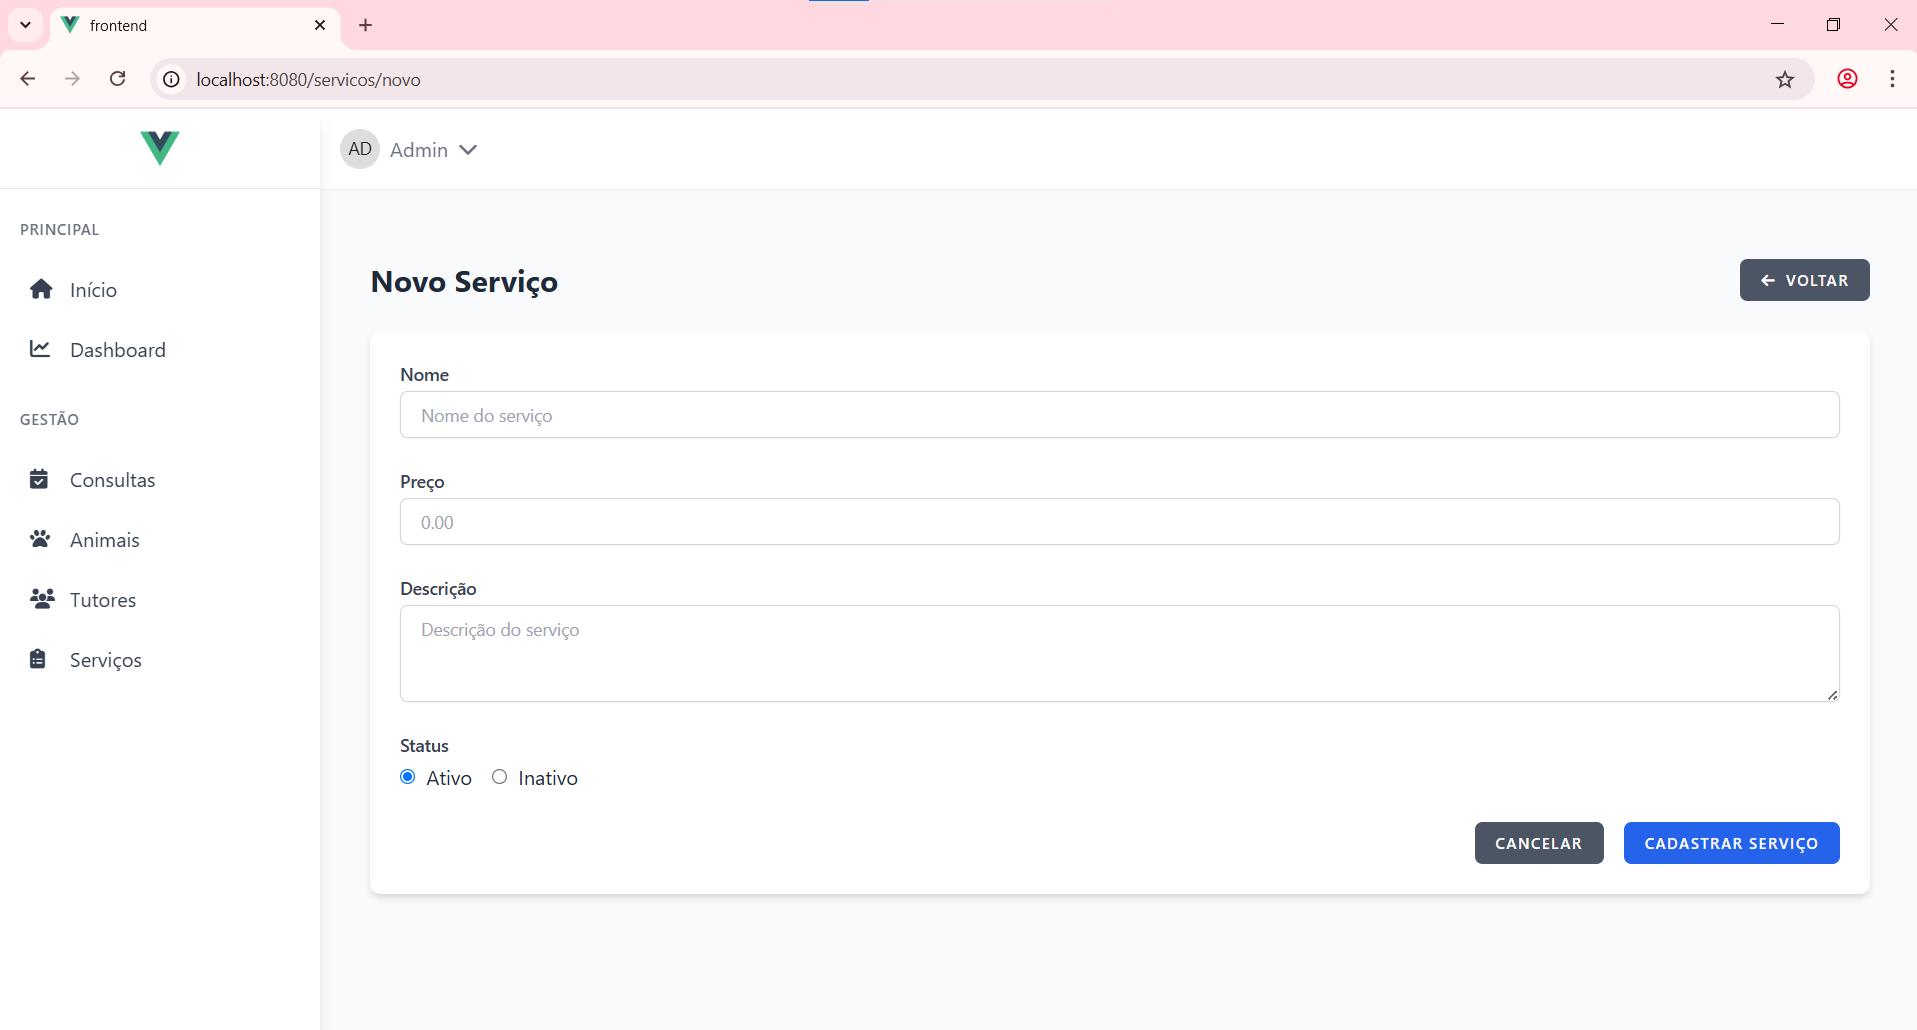 frontend
localhost:8080/servicos/novo
AD Admin
PRINCIPAL
Início
Dashboard
GESTÃO
Consultas
Animais
Tutores
Serviços
Novo Serviço
VOLTAR
Nome
Nome do serviço
Preço
0.00
Descrição
Descrição do serviço
Status
Ativo Inativo
CANCELAR CADASTRAR SERVIÇO